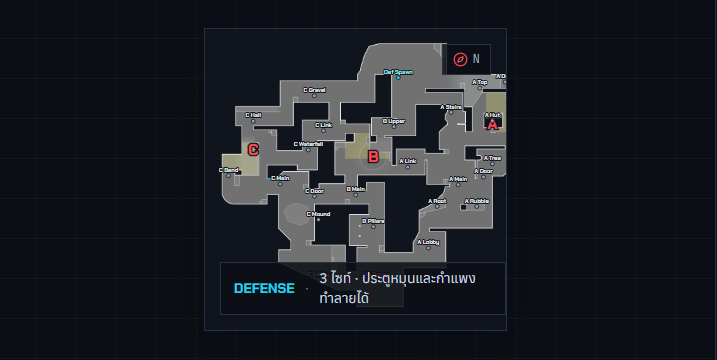 Def Spawn
N
A Top
C Graval
A Stairs
C Hall
A Hut
C Link
B Upper
A
C Waterfall
C
B
A Link
A Tree
C Bend
C Main
A Door
A Main
C Door
B Main
A Root
A Rubble
C Mound
B Pillars
A Lobby
DEFENSE · 3 ไซท์ · ประตูหมุนและกำแพง
ทำลายได้